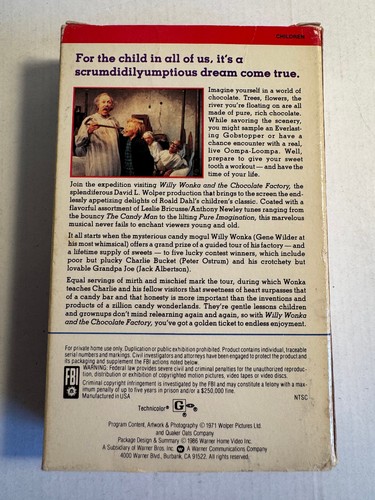 CHILDREN
For the child in all of us, it's a
scrumdidilyumptious dream come true.
Imagine yourself in a world of
chocolate. Trees, flowers, the
river you're floating on are all
made of pure, rich chocolate.
While savoring the scenery,
you might sample an Everlast-
ing Gobstopper or have a
chance encounter with a real,
live Oompa-Loompa. Well,
prepare to give your sweet
tooth a workout — and have the
time of your life.
Join the expedition visiting Willy Wonka and the Chocolate Factory, the
splendiferous David L. Wolper production that brings to the screen the end-
lessly appetizing delights of Roald Dahl's children's classic. Coated with a
flavorful assortment of Leslie Bricusse/Anthony Newley tunes ranging from
the bouncy The Candy Man to the lilting Pure Imagination, this marvelous
musical never fails to enchant viewers young and old.
It all starts when the mysterious candy mogul Willy Wonka (Gene Wilder at
his most whimsical) offers a grand prize of a guided tour of his factory — and
a lifetime supply of sweets — to five lucky contest winners, which include
poor but plucky Charlie Bucket (Peter Ostrum) and his crotchety but
lovable Grandpa Joe (Jack Albertson).
Equal servings of mirth and mischief mark the tour, during which Wonka
teaches Charlie and his fellow visitors that sweetness of heart surpasses that
of a candy bar and that honesty is more important than the inventions and
products of a zillion candy wonderlands. They're gentle lessons children
and grownups don't mind relearning again and again, so with Willy Wonka
and the Chocolate Factory, you've got a golden ticket to endless enjoyment.
For private home use only. Duplication or public exhibition prohibited. Product contains individual, traceable
serial numbers and markings. Civil investigators and attorneys have been engaged to protect the product and
its packaging and supplement the FBI actions noted below.
FBI
WARNING: Federal law provides severe civil and criminal penalties for the unauthorized reproduc-
tion, distribution or exhibition of copyrighted motion pictures, video tapes or video discs.
Criminal copyright infringement is investigated by the FBI and may constitute a felony with a max-
imum penalty of up to five years in prison and/or a $250,000 fine.
Manufactured in USA
NTSC
Technicolor®
G
Program Content, Artwork & Photography © 1971 Wolper Pictures Ltd.
and Quaker Oats Company
Package Design & Summary © 1986 Warner Home Video Inc.
A Subsidiary of Warner Bros. Inc. A Warner Communications Company
4000 Warner Blvd., Burbank, CA 91522. All rights reserved.